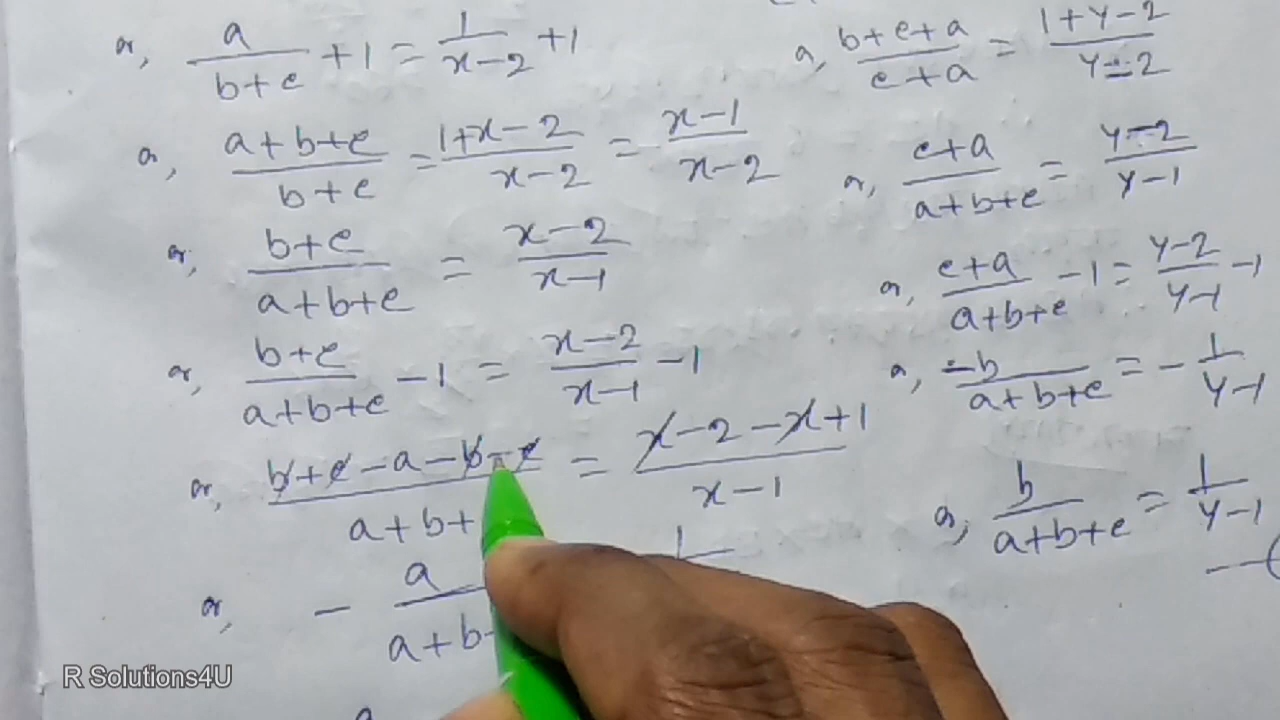 or, a/(b+c) + 1 = 1/(x-2) + 1
or, (a+b+c)/(b+c) = (1+x-2)/(x-2) = (x-1)/(x-2)
or, (b+c)/(a+b+c) = (x-2)/(x-1)
or, (b+c)/(a+b+c) - 1 = (x-2)/(x-1) - 1
or, (b+c-a-b-c)/(a+b+ = (x-2-x+1)/(x-1)
or, - a/(a+b 1
a
or, (b+c+a)/(c+a) = (1+y-2)/(y-2)
or, (c+a)/(a+b+c) = (y-2)/(y-1)
or, (c+a)/(a+b+c) - 1 = (y-2)/(y-1) - 1
or, -b/(a+b+c) = - 1/(y-1)
or, b/(a+b+c) = 1/(y-1)
R Solutions4U